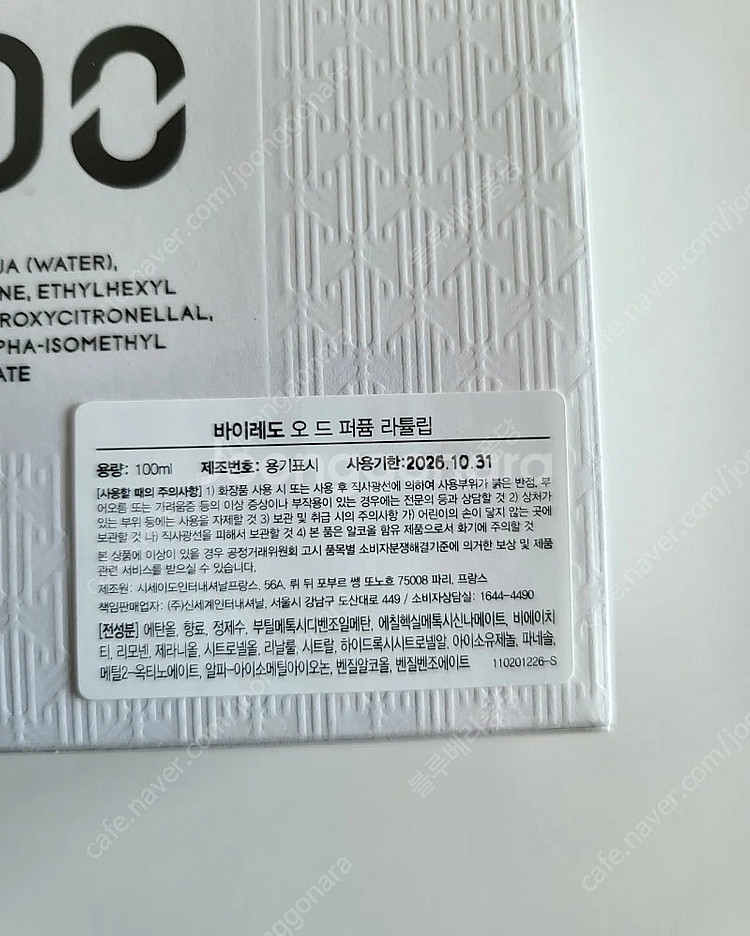 00
UA (WATER),
NE, ETHYLHEXYL
ROXYCITRONELLAL,
PHA-ISOMETHYL
ATE
바이레도 오 드 퍼퓸 라튤립
용량: 100ml 제조번호: 용기표시 사용기한:2026.10.31
[사용할 때의 주의사항] 1) 화장품 사용 시 또는 사용 후 직사광선에 의하여 사용부위가 붉은 반점, 부
어오름 또는 가려움증 등의 이상 증상이나 부작용이 있는 경우에는 전문의 등과 상담할 것 2) 상처가
있는 부위 등에는 사용을 자제할 것 3) 보관 및 취급 시의 주의사항 가) 어린이의 손이 닿지 않는 곳에
보관할 것 나) 직사광선을 피해서 보관할 것 4) 본 품은 알코올 함유 제품으로서 화기에 주의할 것
본 상품에 이상이 있을 경우 공정거래위원회 고시 품목별 소비자분쟁해결기준에 의거한 보상 및 제품
관련 서비스를 받으실 수 있습니다.
제조원: 시세이도인터내셔날프랑스, 56A, 뤼 뒤 포부르 쌩 또노호 75008 파리, 프랑스
책임판매업자: (주)신세계인터내셔날, 서울시 강남구 도산대로 449 / 소비자상담실: 1644-4490
[전성분] 에탄올, 향료, 정제수, 부틸메톡시디벤조일메탄, 에칠헥실메톡시신나메이트, 비에이치
티, 리모넨, 제라니올, 시트로넬올, 리날룰, 시트랄, 하이드록시시트로넬알, 아이소유제놀, 파네솔,
메틸2-옥티노에이트, 알파-아이소메틸아이오논, 벤질알코올, 벤질벤조에이트 110201226-S
joonggonara
cafe.naver.com/joonggonara
블루베리퐁당